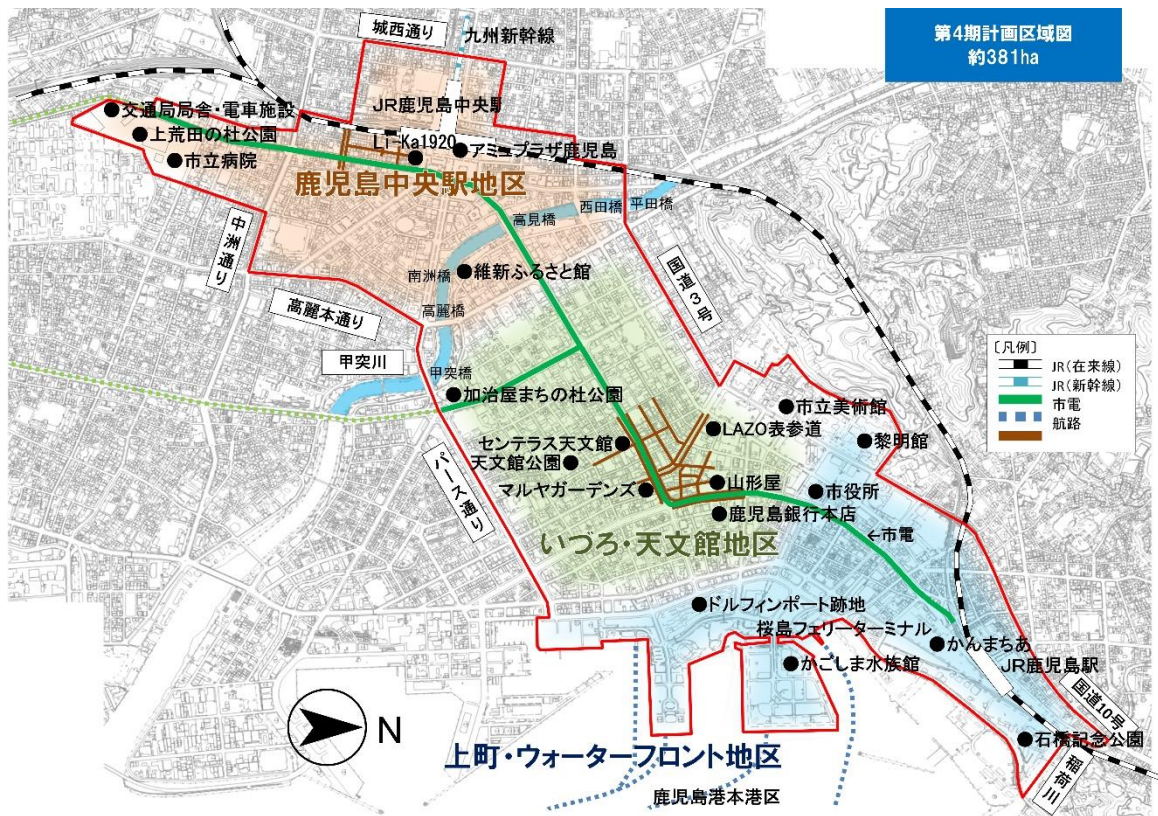 第4期計画区域図
約381ha
城西通り
九州新幹線
JR鹿児島中央駅
交通局局舎・電車施設
上荒田の杜公園
市立病院
Li-Ka1920
アミュプラザ鹿児島
鹿児島中央駅地区
中洲通り
高見橋
西田橋
平田橋
南洲橋
維新ふるさと館
国道3号
高麗橋
高麗本通り
甲突川
甲突橋
加治屋まちの杜公園
〔凡例〕
JR(在来線)
JR(新幹線)
市電
航路
市立美術館
LAZO表参道
黎明館
センテラス天文館
天文館公園
パース通り
マルヤガーデンズ
山形屋
市役所
鹿児島銀行本店
←市電
いづろ・天文館地区
ドルフィンポート跡地
桜島フェリーターミナル
かんまちあ
かごしま水族館
JR鹿児島駅
国道10号
石橋記念公園
稲荷川
N
上町・ウォーターフロント地区
鹿児島港本港区